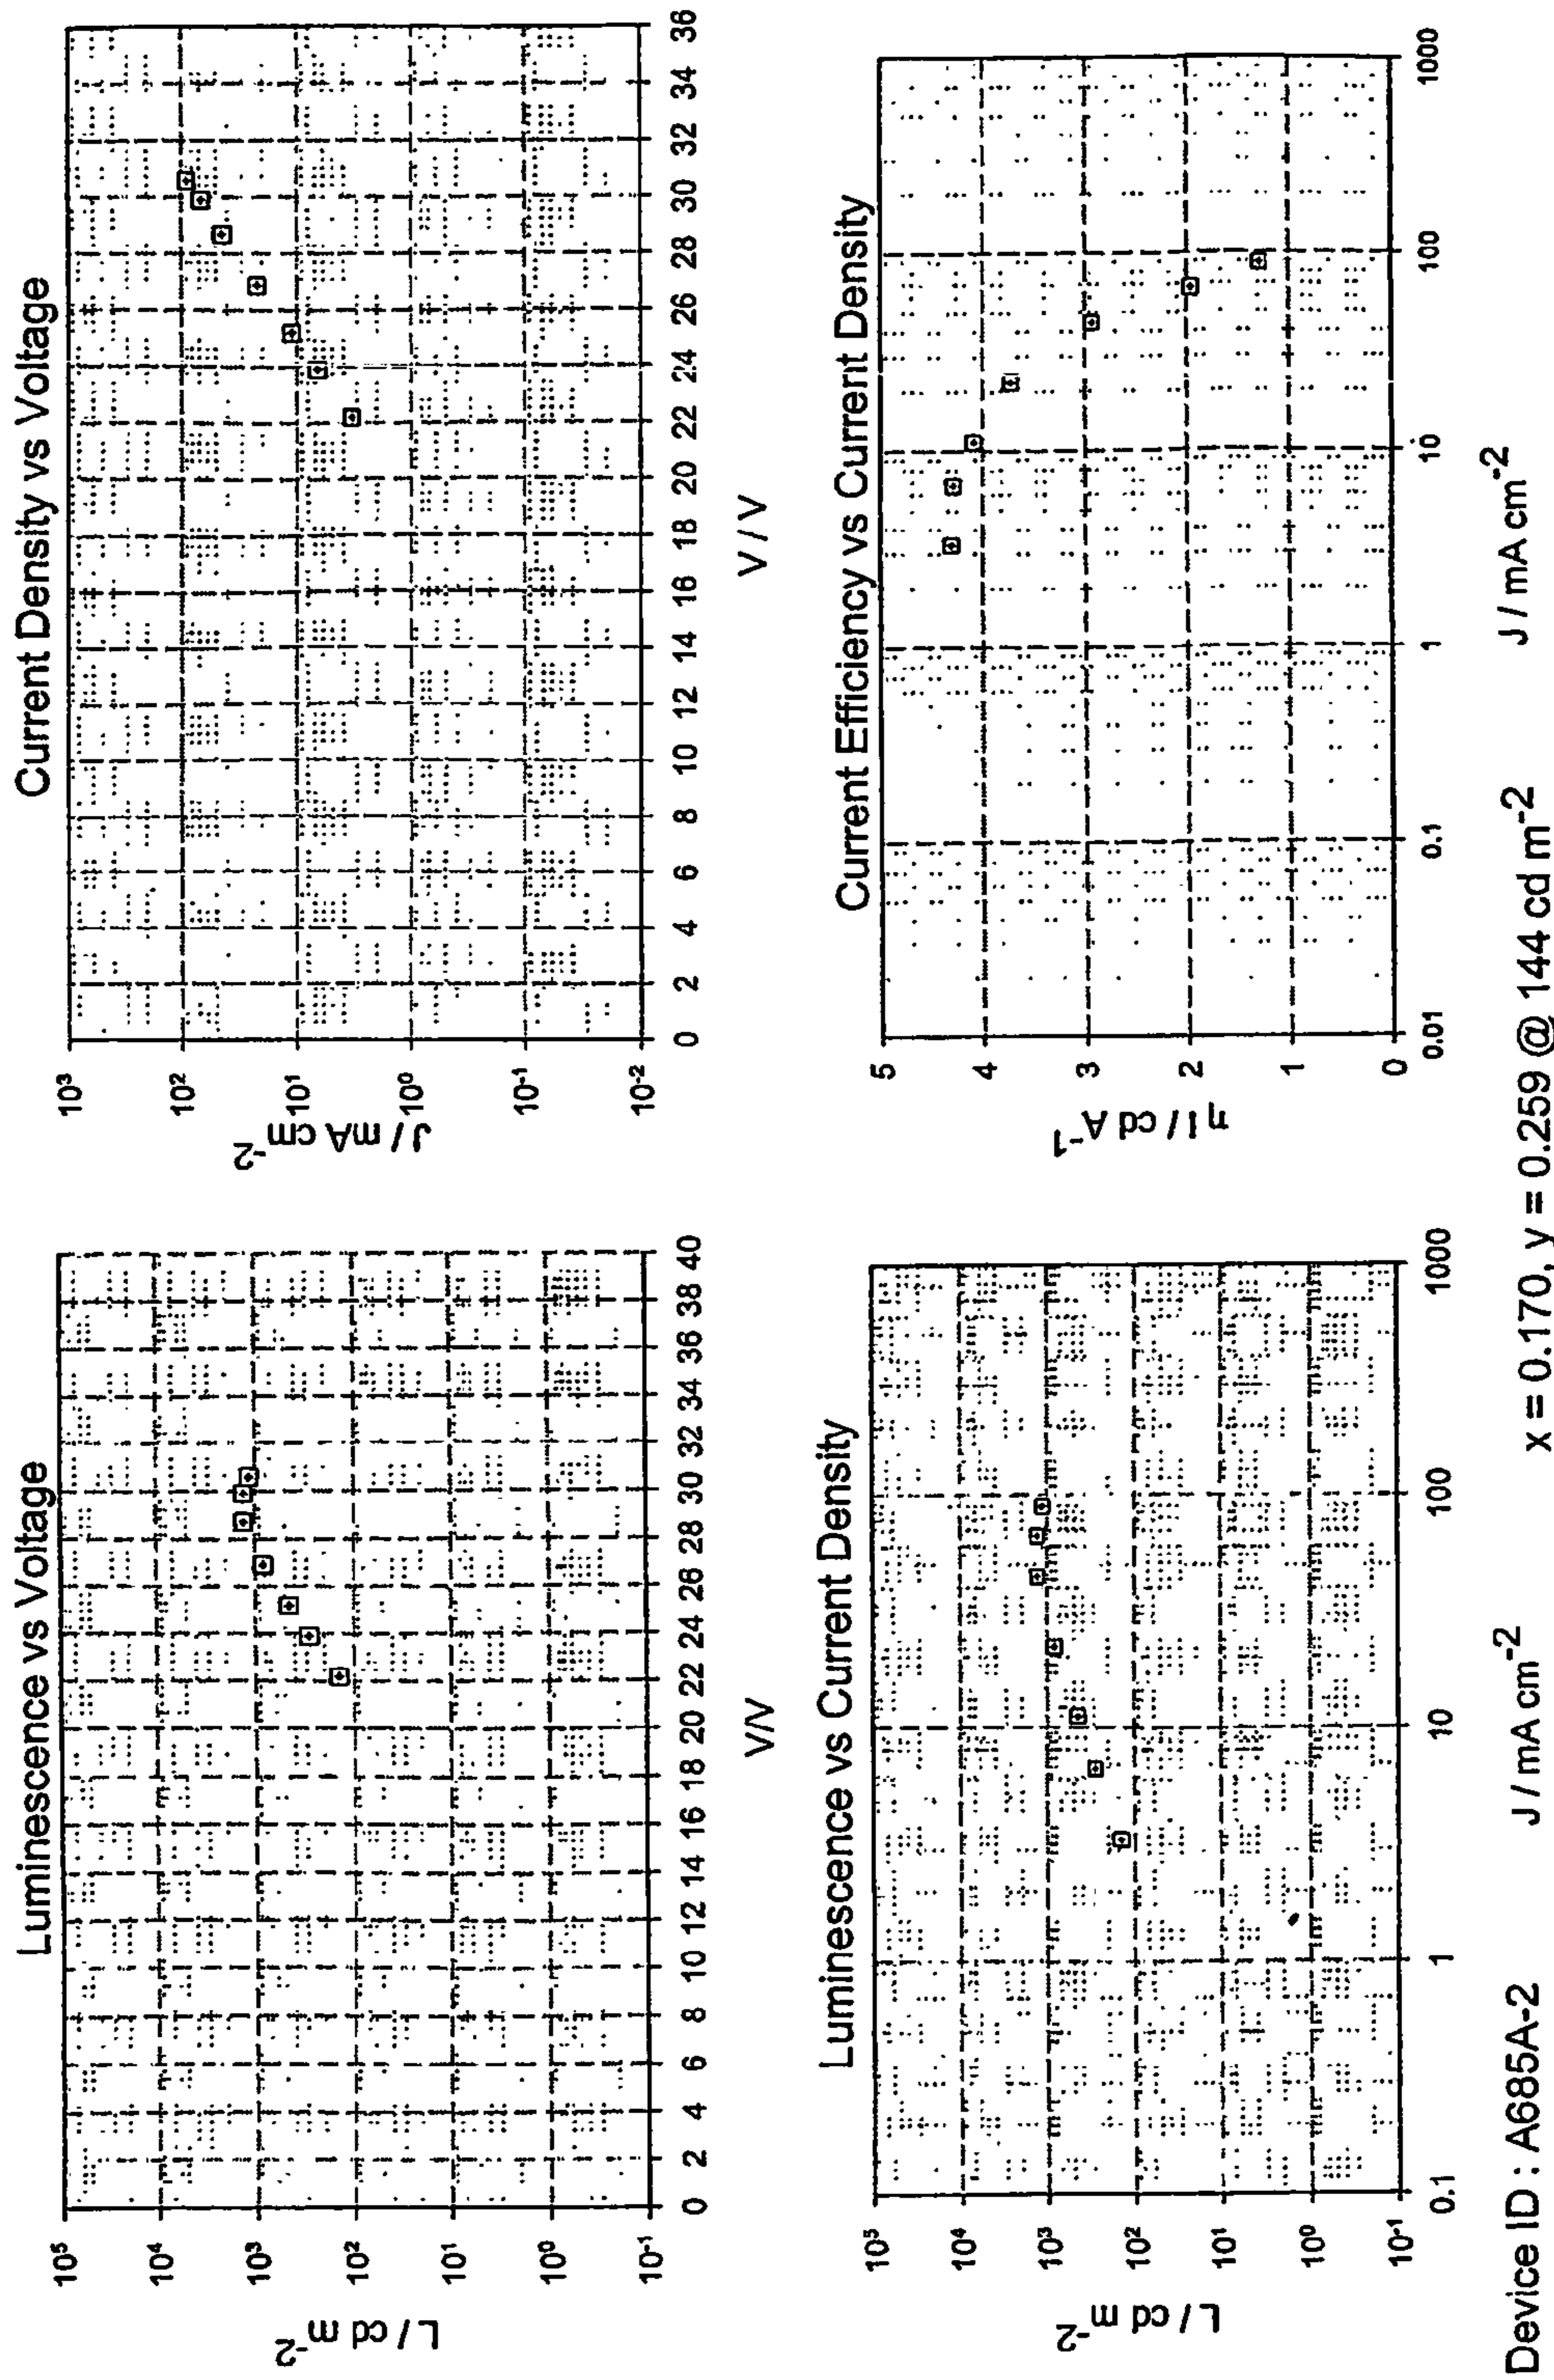 Luminescence vs Voltage
L / cd m⁻²
10⁵
10⁴
10³
10²
10¹
10⁰
10⁻¹
0 2 4 6 8 10 12 14 16 18 20 22 24 26 28 30 32 34 36 38 40
V/V
Current Density vs Voltage
J / mA cm⁻²
10³
10²
10¹
10⁰
10⁻¹
10⁻²
0 2 4 6 8 10 12 14 16 18 20 22 24 26 28 30 32 34 36
V / V
Luminescence vs Current Density
L / cd m⁻²
10⁵
10⁴
10³
10²
10¹
10⁰
10⁻¹
0.1 1 10 100 1000
J / mA cm⁻²
Current Efficiency vs Current Density
η I / cd A⁻¹
5
4
3
2
1
0
0.01 0.1 1 10 100 1000
J / mA cm⁻²
Device ID : A685A-2
x = 0.170, y = 0.259 @ 144 cd m⁻²